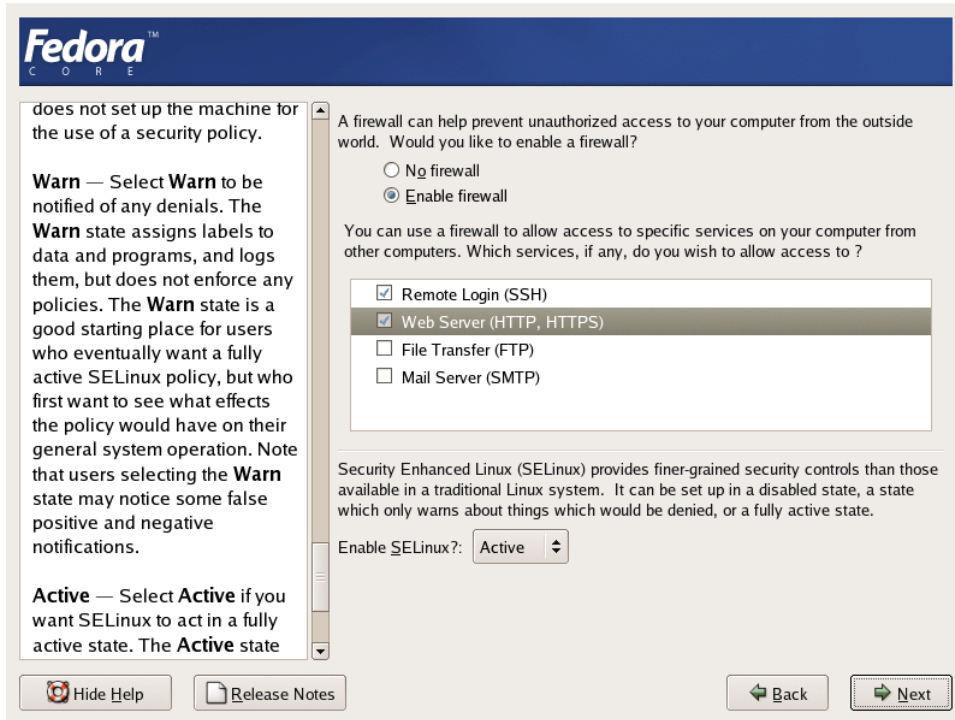 Fedora™
CORE
does not set up the machine for
the use of a security policy.
Warn — Select Warn to be
notified of any denials. The
Warn state assigns labels to
data and programs, and logs
them, but does not enforce any
policies. The Warn state is a
good starting place for users
who eventually want a fully
active SELinux policy, but who
first want to see what effects
the policy would have on their
general system operation. Note
that users selecting the Warn
state may notice some false
positive and negative
notifications.
Active — Select Active if you
want SELinux to act in a fully
active state. The Active state
A firewall can help prevent unauthorized access to your computer from the outside
world. Would you like to enable a firewall?
No firewall
Enable firewall
You can use a firewall to allow access to specific services on your computer from
other computers. Which services, if any, do you wish to allow access to ?
Remote Login (SSH)
Web Server (HTTP, HTTPS)
File Transfer (FTP)
Mail Server (SMTP)
Security Enhanced Linux (SELinux) provides finer-grained security controls than those
available in a traditional Linux system. It can be set up in a disabled state, a state
which only warns about things which would be denied, or a fully active state.
Enable SELinux?: Active
Hide Help
Release Notes
Back
Next